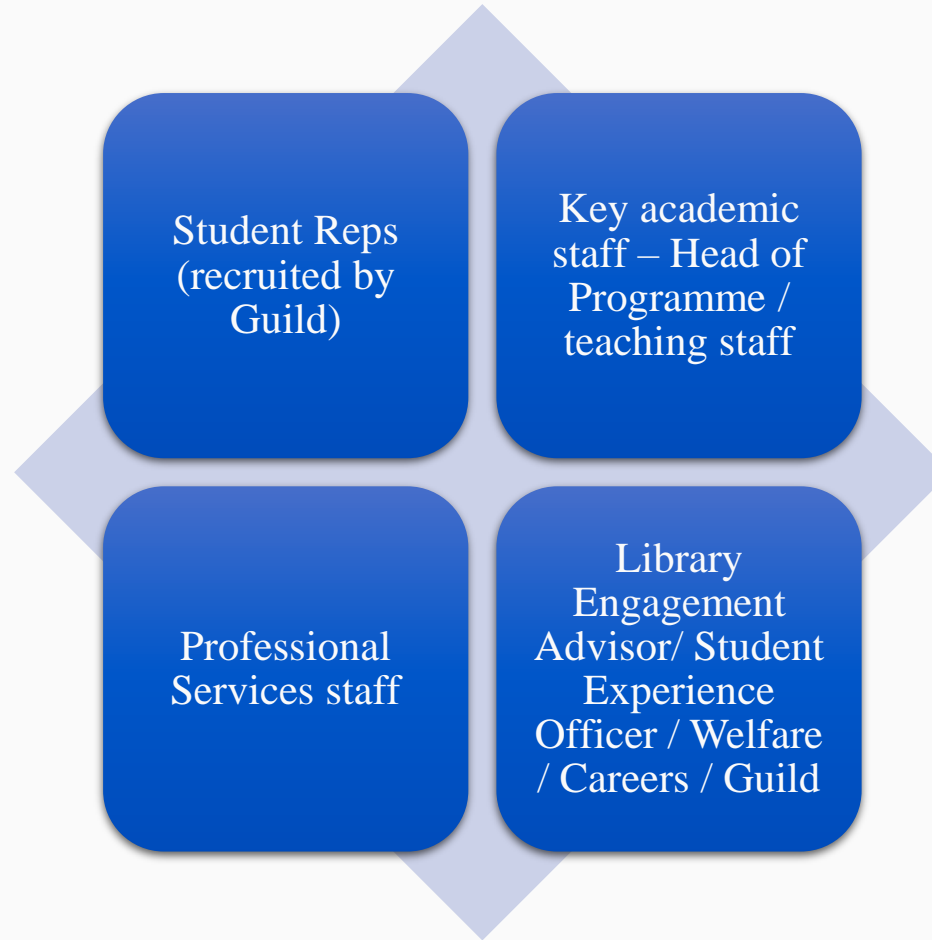 Student Reps
(recruited by
Guild)
Key academic
staff – Head of
Programme /
teaching staff
Professional
Services staff
Library
Engagement
Advisor/ Student
Experience
Officer / Welfare
/ Careers / Guild